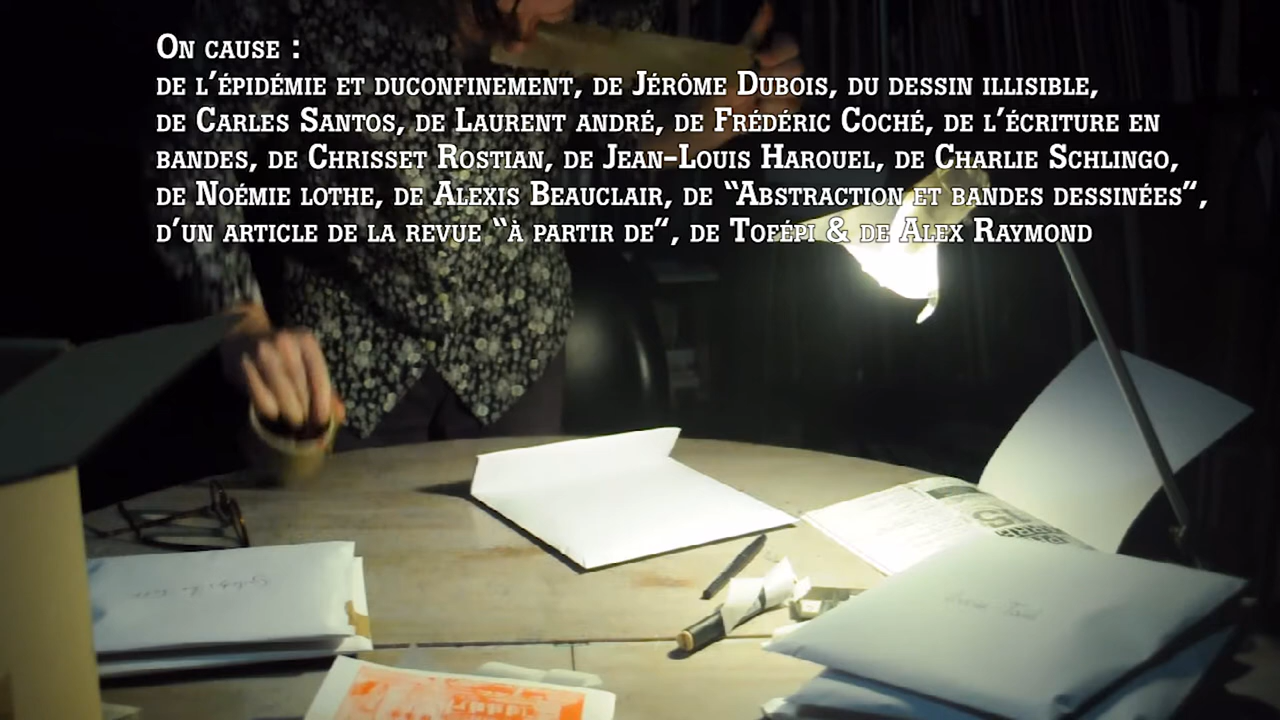 On cause :
de l'épidémie et duconfinement, de Jérôme Dubois, du dessin illisible,
de Carles Santos, de Laurent andré, de Frédéric Coché, de l'écriture en
bandes, de Chrisset Rostian, de Jean-Louis Harouel, de Charlie Schlingo,
de Noémie lothe, de Alexis Beauclair, de "Abstraction et bandes dessinées",
d'un article de la revue "à partir de", de Tofépi & de Alex Raymond